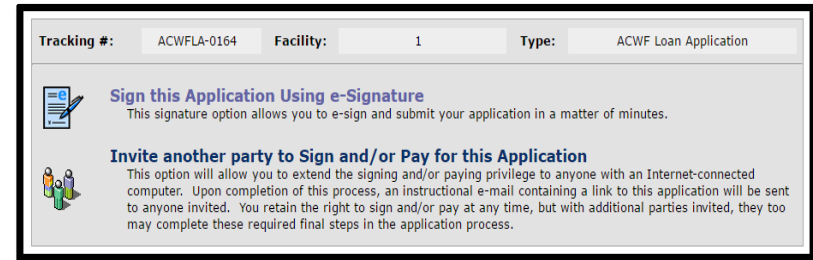 Tracking #: ACWFLA-0164 Facility: 1 Type: ACWF Loan Application
Sign this Application Using e-Signature
This signature option allows you to e-sign and submit your application in a matter of minutes.
Invite another party to Sign and/or Pay for this Application
This option will allow you to extend the signing and/or paying privilege to anyone with an Internet-connected
computer. Upon completion of this process, an instructional e-mail containing a link to this application will be sent
to anyone invited. You retain the right to sign and/or pay at any time, but with additional parties invited, they too
may complete these required final steps in the application process.